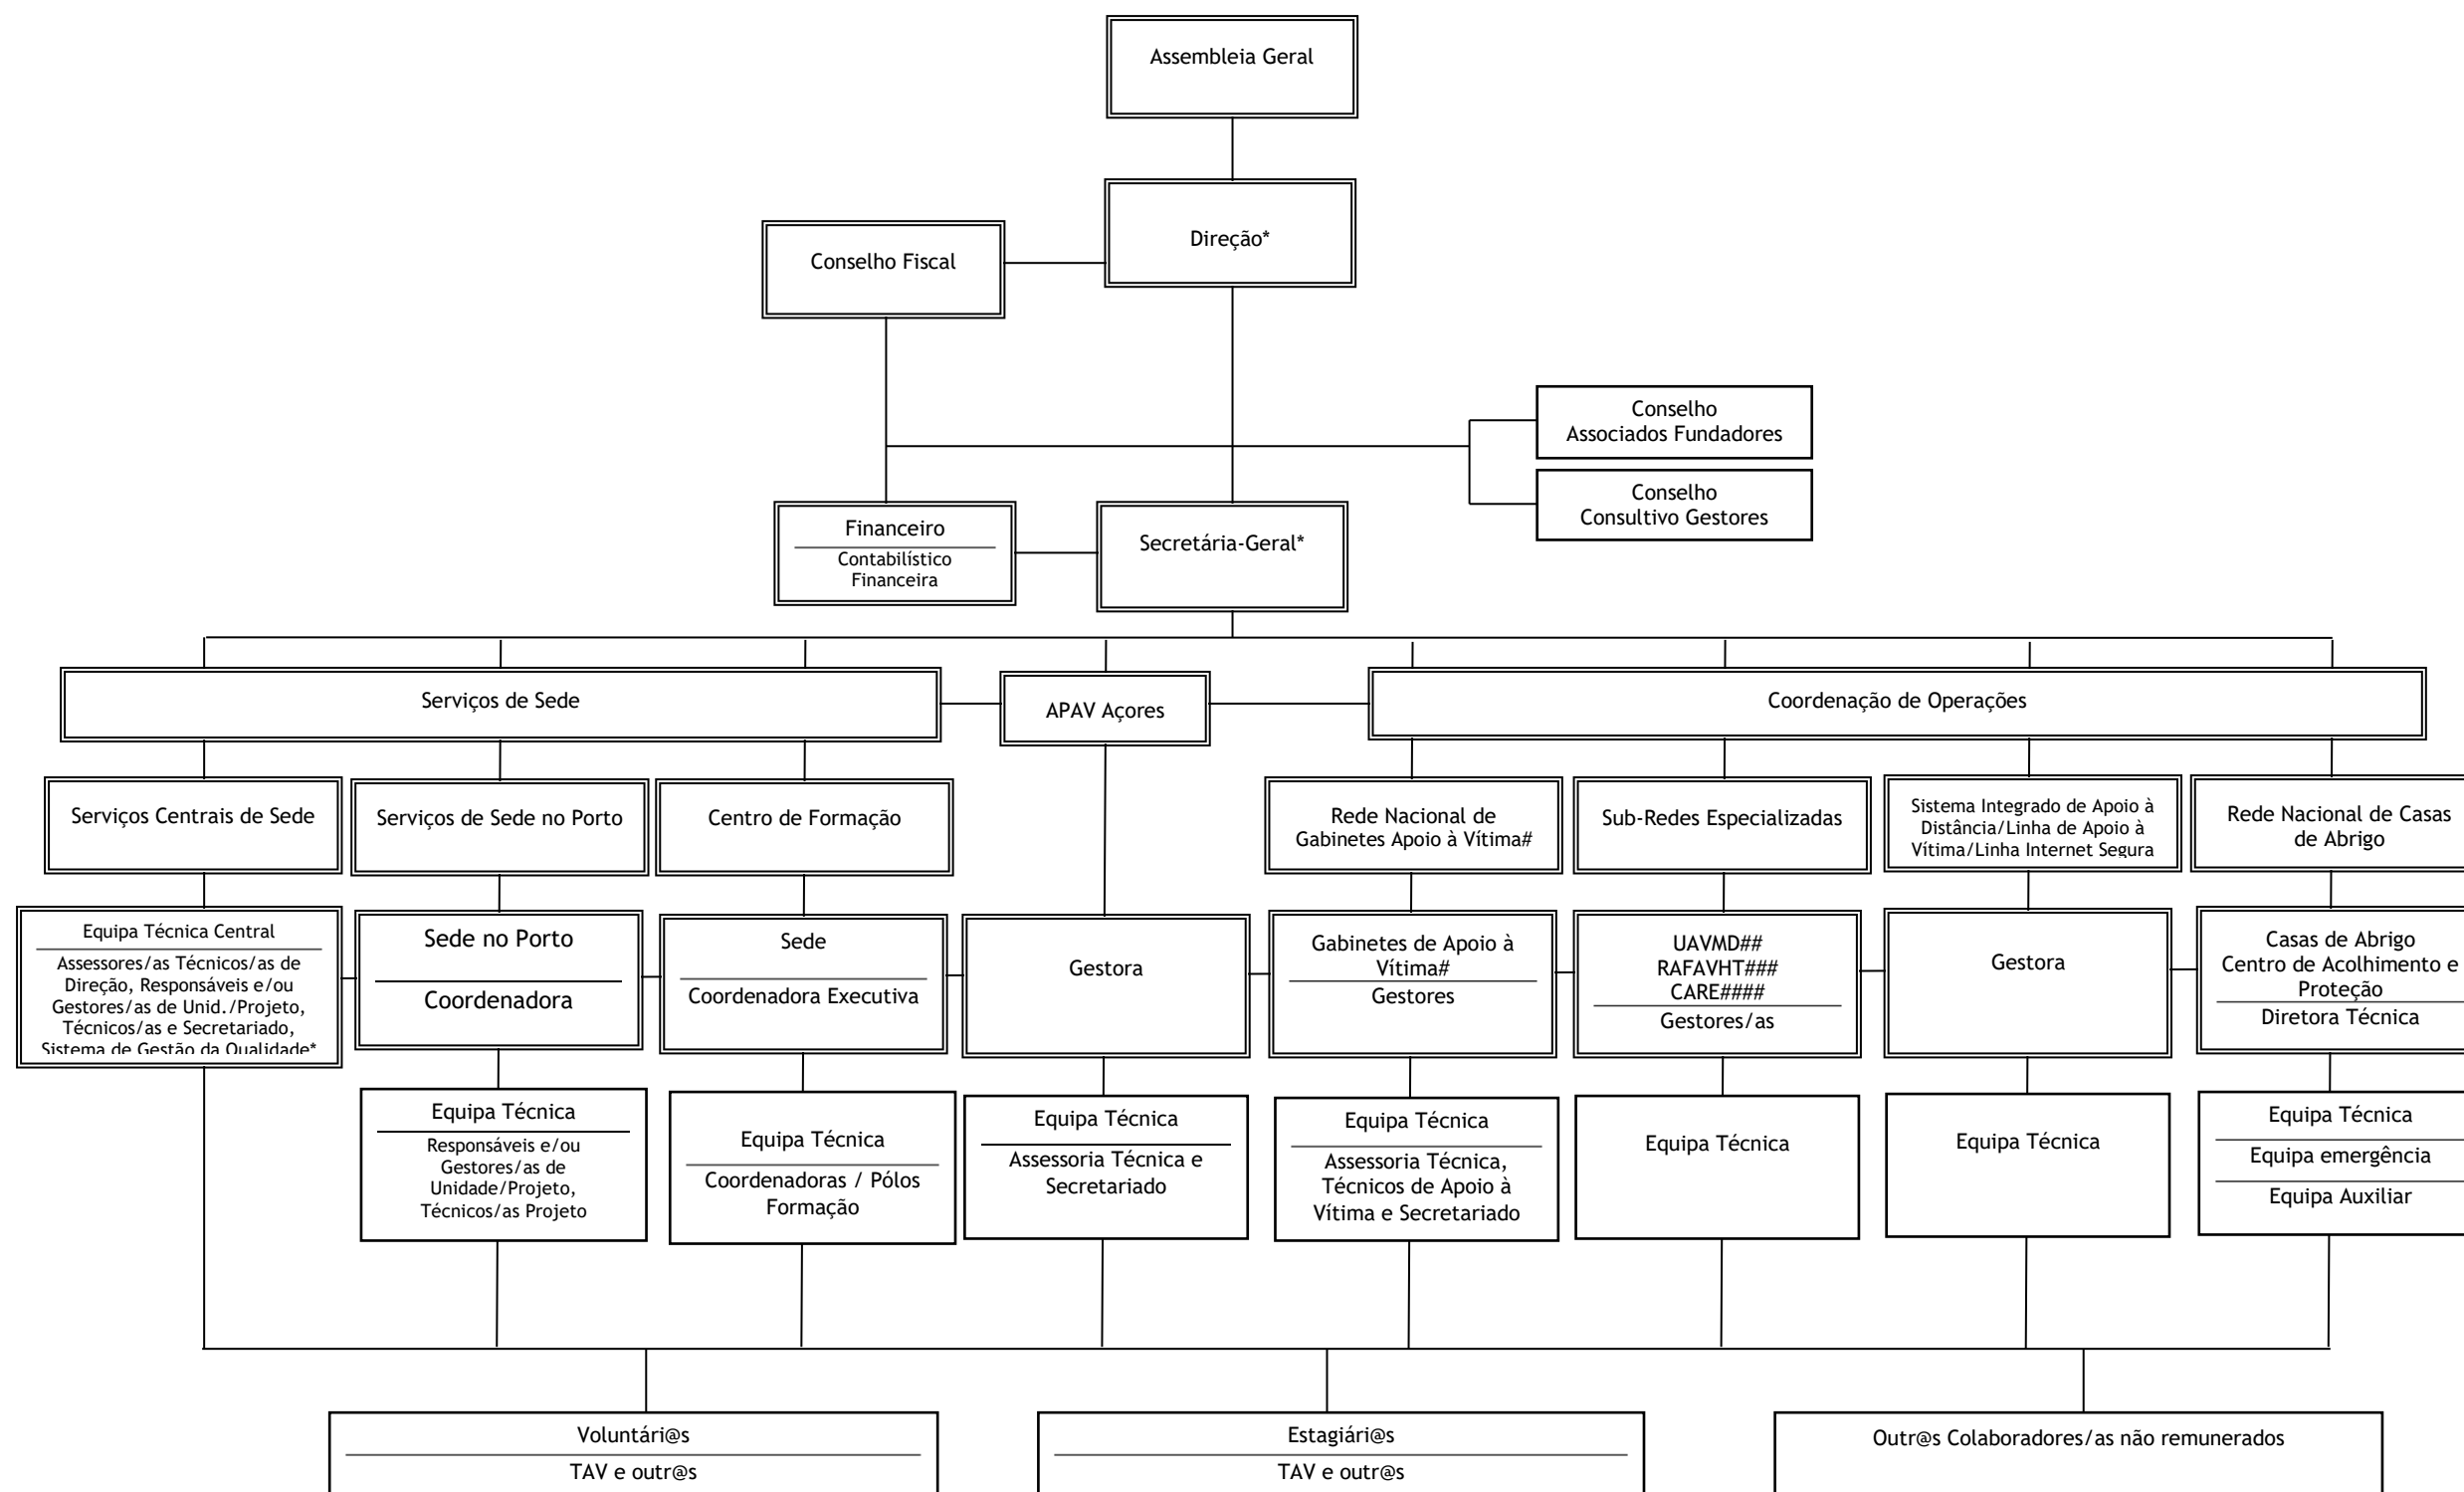 Assembleia Geral
Direção*
Conselho Fiscal
Conselho
Associados Fundadores
Conselho
Consultivo Gestores
Financeiro
Contabilístico
Financeira
Secretária-Geral*
Serviços de Sede
APAV Açores
Coordenação de Operações
Serviços Centrais de Sede
Serviços de Sede no Porto
Centro de Formação
Rede Nacional de
Gabinetes Apoio à Vítima#
Sub-Redes Especializadas
Sistema Integrado de Apoio à
Distância/Linha de Apoio à
Vítima/Linha Internet Segura
Rede Nacional de Casas
de Abrigo
Equipa Técnica Central
Assessores/as Técnicos/as de
Direção, Responsáveis e/ou
Gestores/as de Unid./Projeto,
Técnicos/as e Secretariado,
Sistema de Gestão da Qualidade*
Sede no Porto
Coordenadora
Sede
Coordenadora Executiva
Gestora
Gabinetes de Apoio à
Vítima#
Gestores
UAVMD##
RAFAVHT###
CARE####
Gestores/as
Gestora
Casas de Abrigo
Centro de Acolhimento e
Proteção
Diretora Técnica
Equipa Técnica
Responsáveis e/ou
Gestores/as de
Unidade/Projeto,
Técnicos/as Projeto
Equipa Técnica
Coordenadoras / Pólos
Formação
Equipa Técnica
Assessoria Técnica e
Secretariado
Equipa Técnica
Assessoria Técnica,
Técnicos de Apoio à
Vítima e Secretariado
Equipa Técnica
Equipa Técnica
Equipa Técnica
Equipa emergência
Equipa Auxiliar
Voluntári@s
TAV e outr@s
Estagiári@s
TAV e outr@s
Outr@s Colaboradores/as não remunerados